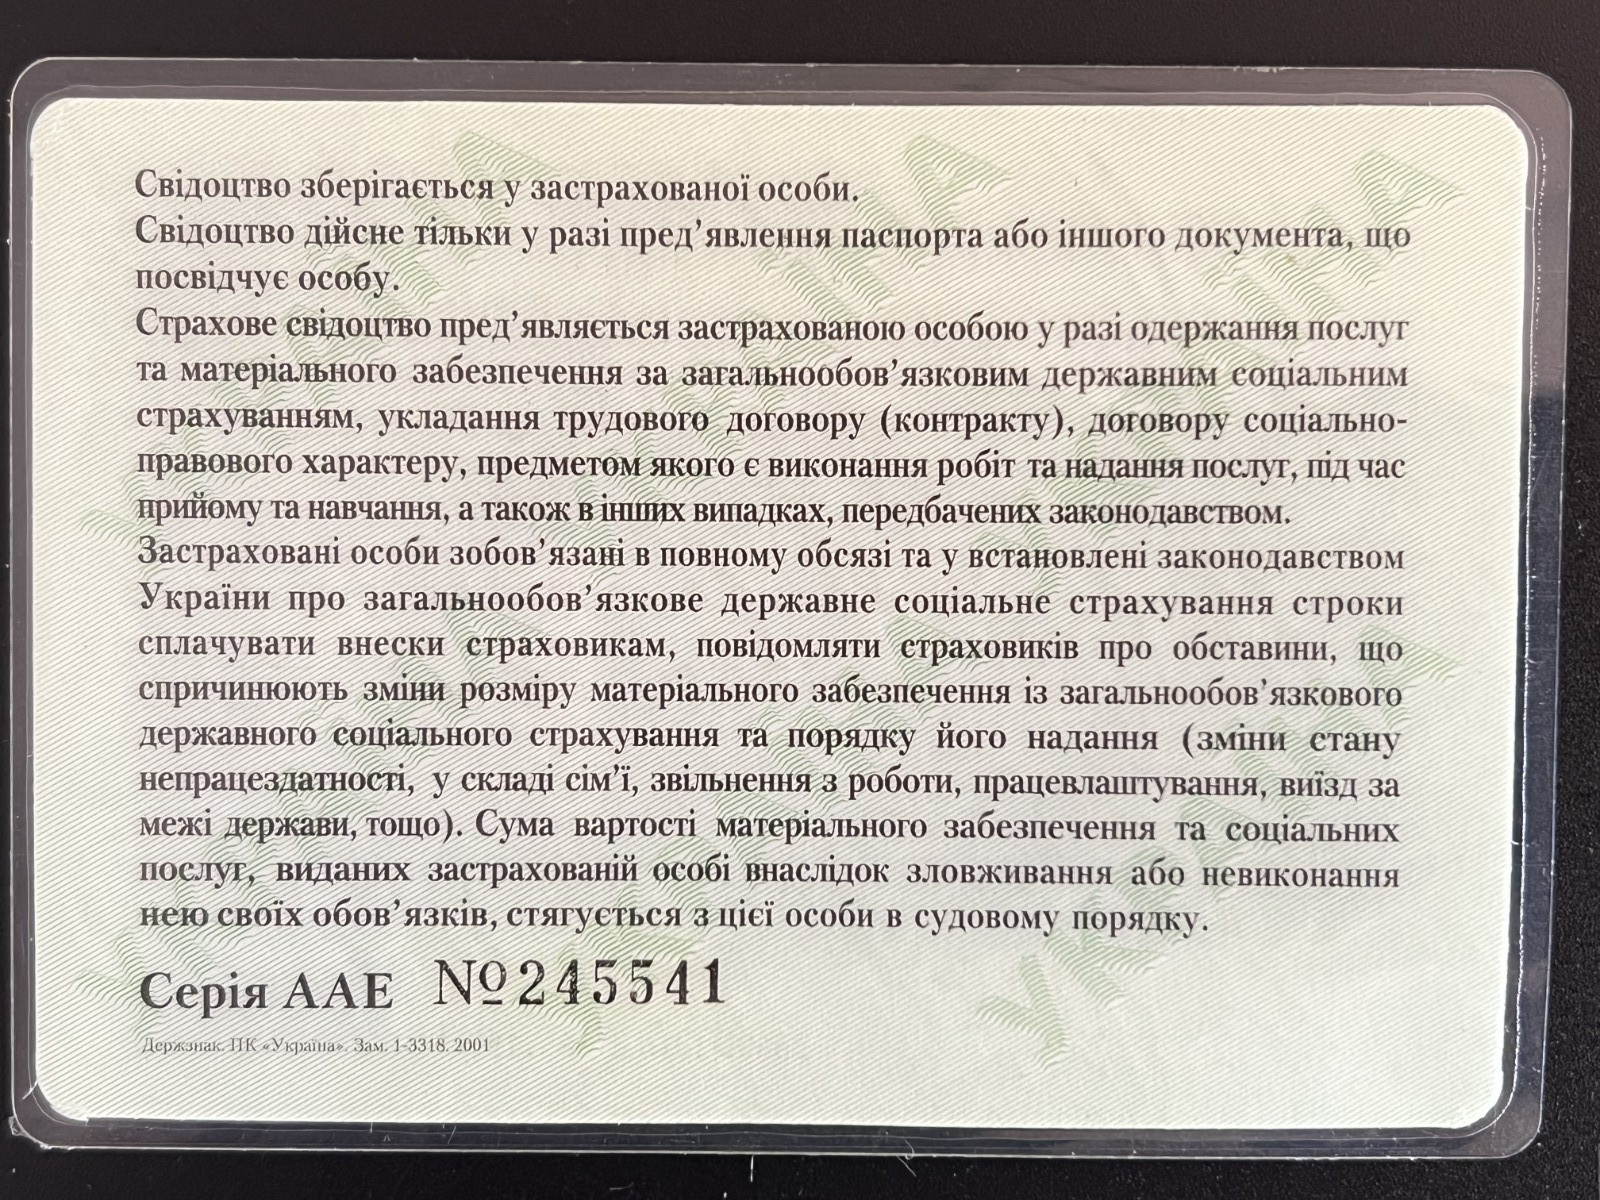 Свідоцтво зберігається у застрахованої особи.
Свідоцтво дійсне тільки у разі пред’явлення паспорта або іншого документа, що
посвідчує особу.
Страхове свідоцтво пред’являється застрахованою особою у разі одержання послуг
та матеріального забезпечення за загальнообов’язковим державним соціальним
страхуванням, укладання трудового договору (контракту), договору соціально-
правового характеру, предметом якого є виконання робіт та надання послуг, під час
прийому та навчання, а також в інших випадках, передбачених законодавством.
Застраховані особи зобов’язані в повному обсязі та у встановлені законодавством
України про загальнообов’язкове державне соціальне страхування строки
сплачувати внески страховикам, повідомляти страховиків про обставини, що
спричинюють зміни розміру матеріального забезпечення із загальнообов’язкового
державного соціального страхування та порядку його надання (зміни стану
непрацездатності, у складі сім’ї, звільнення з роботи, працевлаштування, виїзд за
межі держави, тощо). Сума вартості матеріального забезпечення та соціальних
послуг, виданих застрахованій особі внаслідок зловживання або невиконання
нею своїх обов’язків, стягується з цієї особи в судовому порядку.
Серія ААЕ №245541
Держзнак. ПК «Україна». Зам. 1-3318. 2001
УКРАЇНА
УКРАЇНА
УКРАЇНА
УКРАЇНА
УКРАЇНА
УКРАЇНА